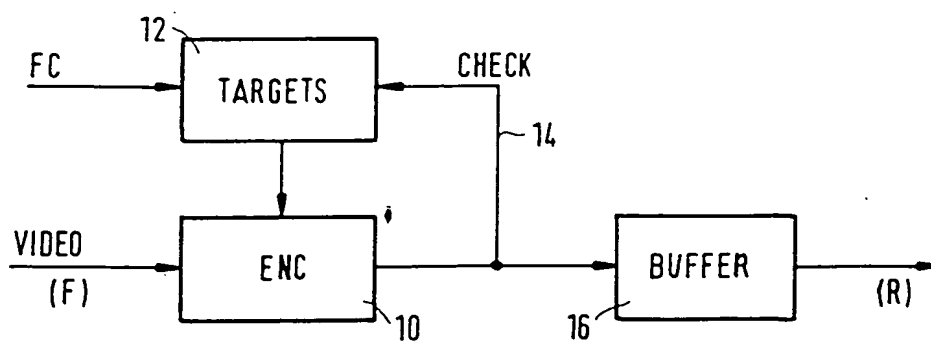 12
FC
TARGETS
CHECK
14
VIDEO
(F)
ENC
10
BUFFER
16
(R)